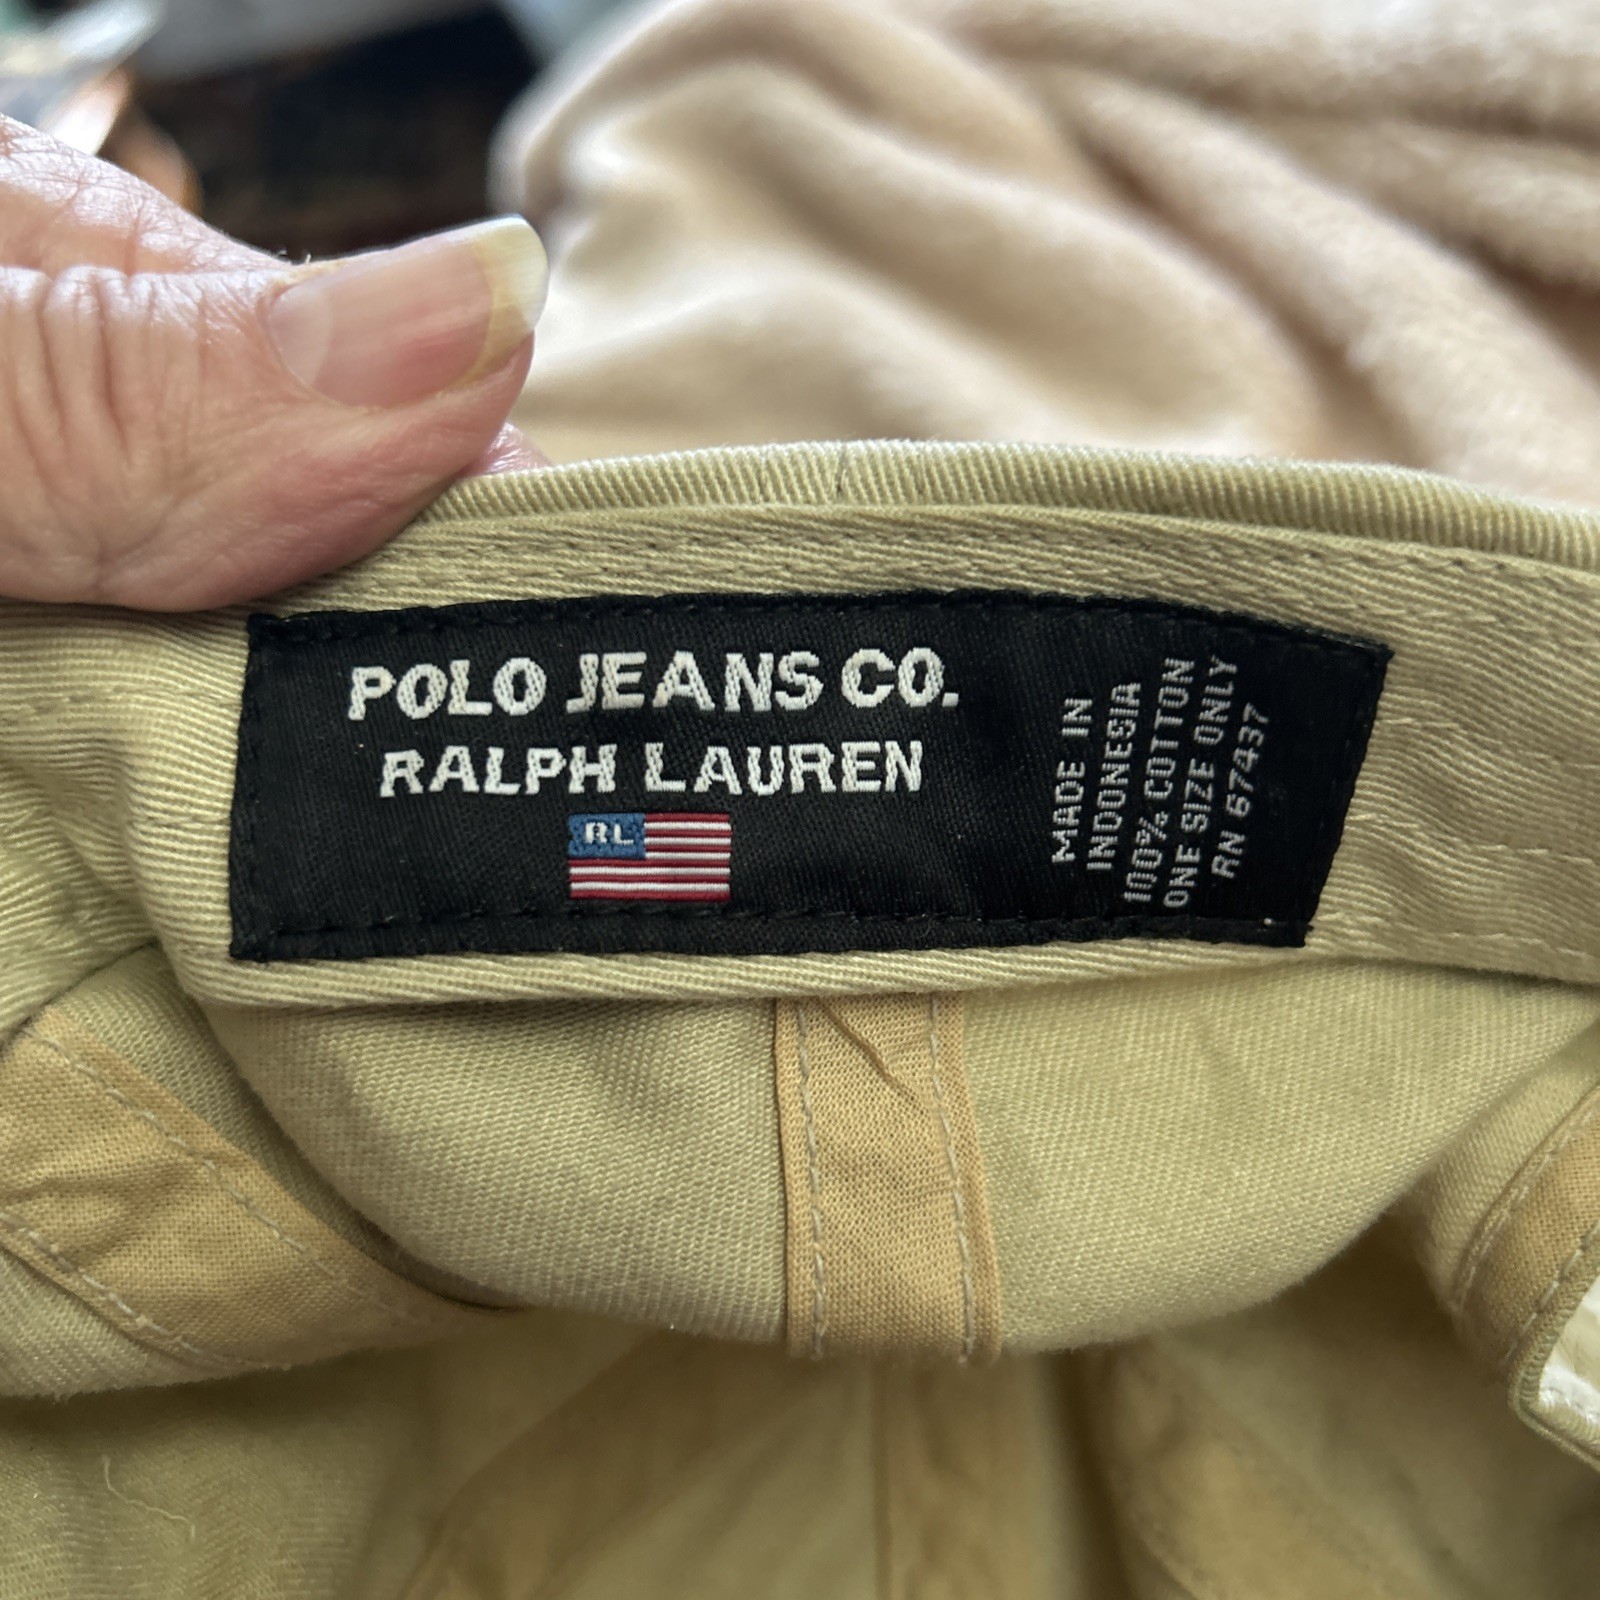 POLO JEANS CO.
RALPH LAUREN
RL
MADE IN
INDONESIA
100% COTTON
ONE SIZE ONLY
RN 67437